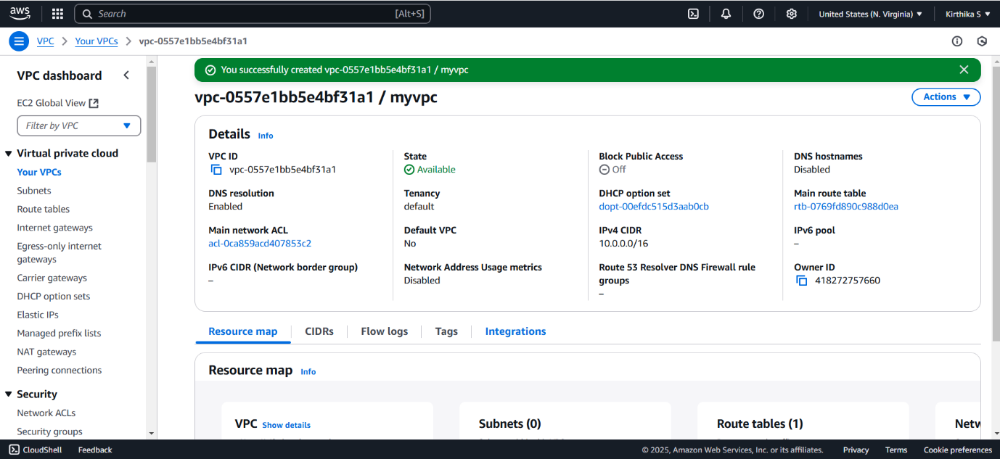 aws
Search [Alt+S]
United States (N. Virginia)
Kirthika S
VPC
Your VPCs
vpc-0557e1bb5e4bf31a1
VPC dashboard
EC2 Global View
Filter by VPC
Virtual private cloud
Your VPCs
Subnets
Route tables
Internet gateways
Egress-only internet
gateways
Carrier gateways
DHCP option sets
Elastic IPs
Managed prefix lists
NAT gateways
Peering connections
Security
Network ACLs
Security groups
You successfully created vpc-0557e1bb5e4bf31a1 / myvpc
vpc-0557e1bb5e4bf31a1 / myvpc
Actions
Details Info
VPC ID
vpc-0557e1bb5e4bf31a1
State
Available
Block Public Access
Off
DNS hostnames
Disabled
DNS resolution
Enabled
Tenancy
default
DHCP option set
dopt-00efdc515d3aab0cb
Main route table
rtb-0769fd890c988d0ea
Main network ACL
acl-0ca859acd407853c2
Default VPC
No
IPv4 CIDR
10.0.0.0/16
IPv6 pool
–
IPv6 CIDR (Network border group)
–
Network Address Usage metrics
Disabled
Route 53 Resolver DNS Firewall rule
groups
–
Owner ID
418272757660
Resource map
CIDRs
Flow logs
Tags
Integrations
Resource map Info
VPC Show details
Subnets (0)
Route tables (1)
Netw
CloudShell
Feedback
© 2025, Amazon Web Services, Inc. or its affiliates.
Privacy
Terms
Cookie preferences